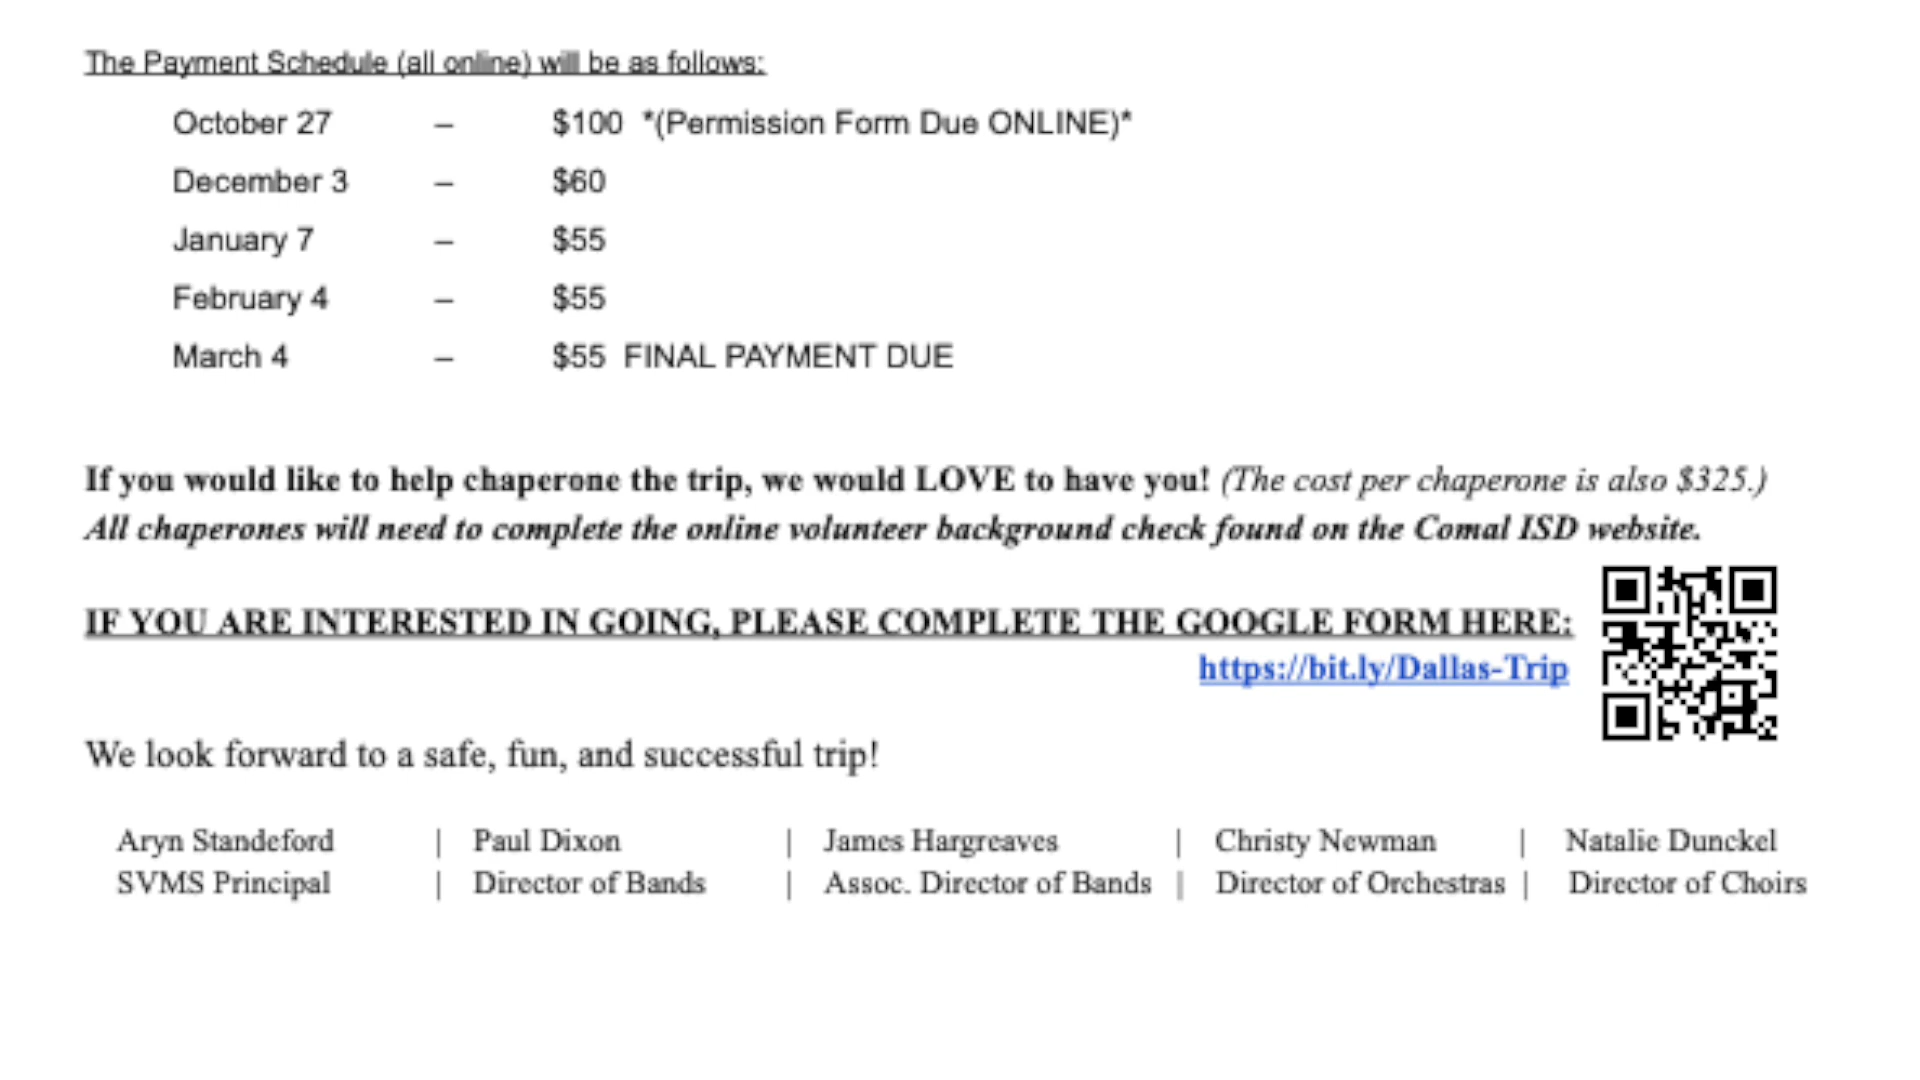 The Payment Schedule (all online) will be as follows:
October 27 – $100 *(Permission Form Due ONLINE)*
December 3 – $60
January 7 – $55
February 4 – $55
March 4 – $55 FINAL PAYMENT DUE
If you would like to help chaperone the trip, we would LOVE to have you! (The cost per chaperone is also $325.)
All chaperones will need to complete the online volunteer background check found on the Comal ISD website.
IF YOU ARE INTERESTED IN GOING, PLEASE COMPLETE THE GOOGLE FORM HERE:
https://bit.ly/Dallas-Trip
We look forward to a safe, fun, and successful trip!
Aryn Standeford | Paul Dixon | James Hargreaves | Christy Newman | Natalie Dunckel
SVMS Principal | Director of Bands | Assoc. Director of Bands | Director of Orchestras | Director of Choirs